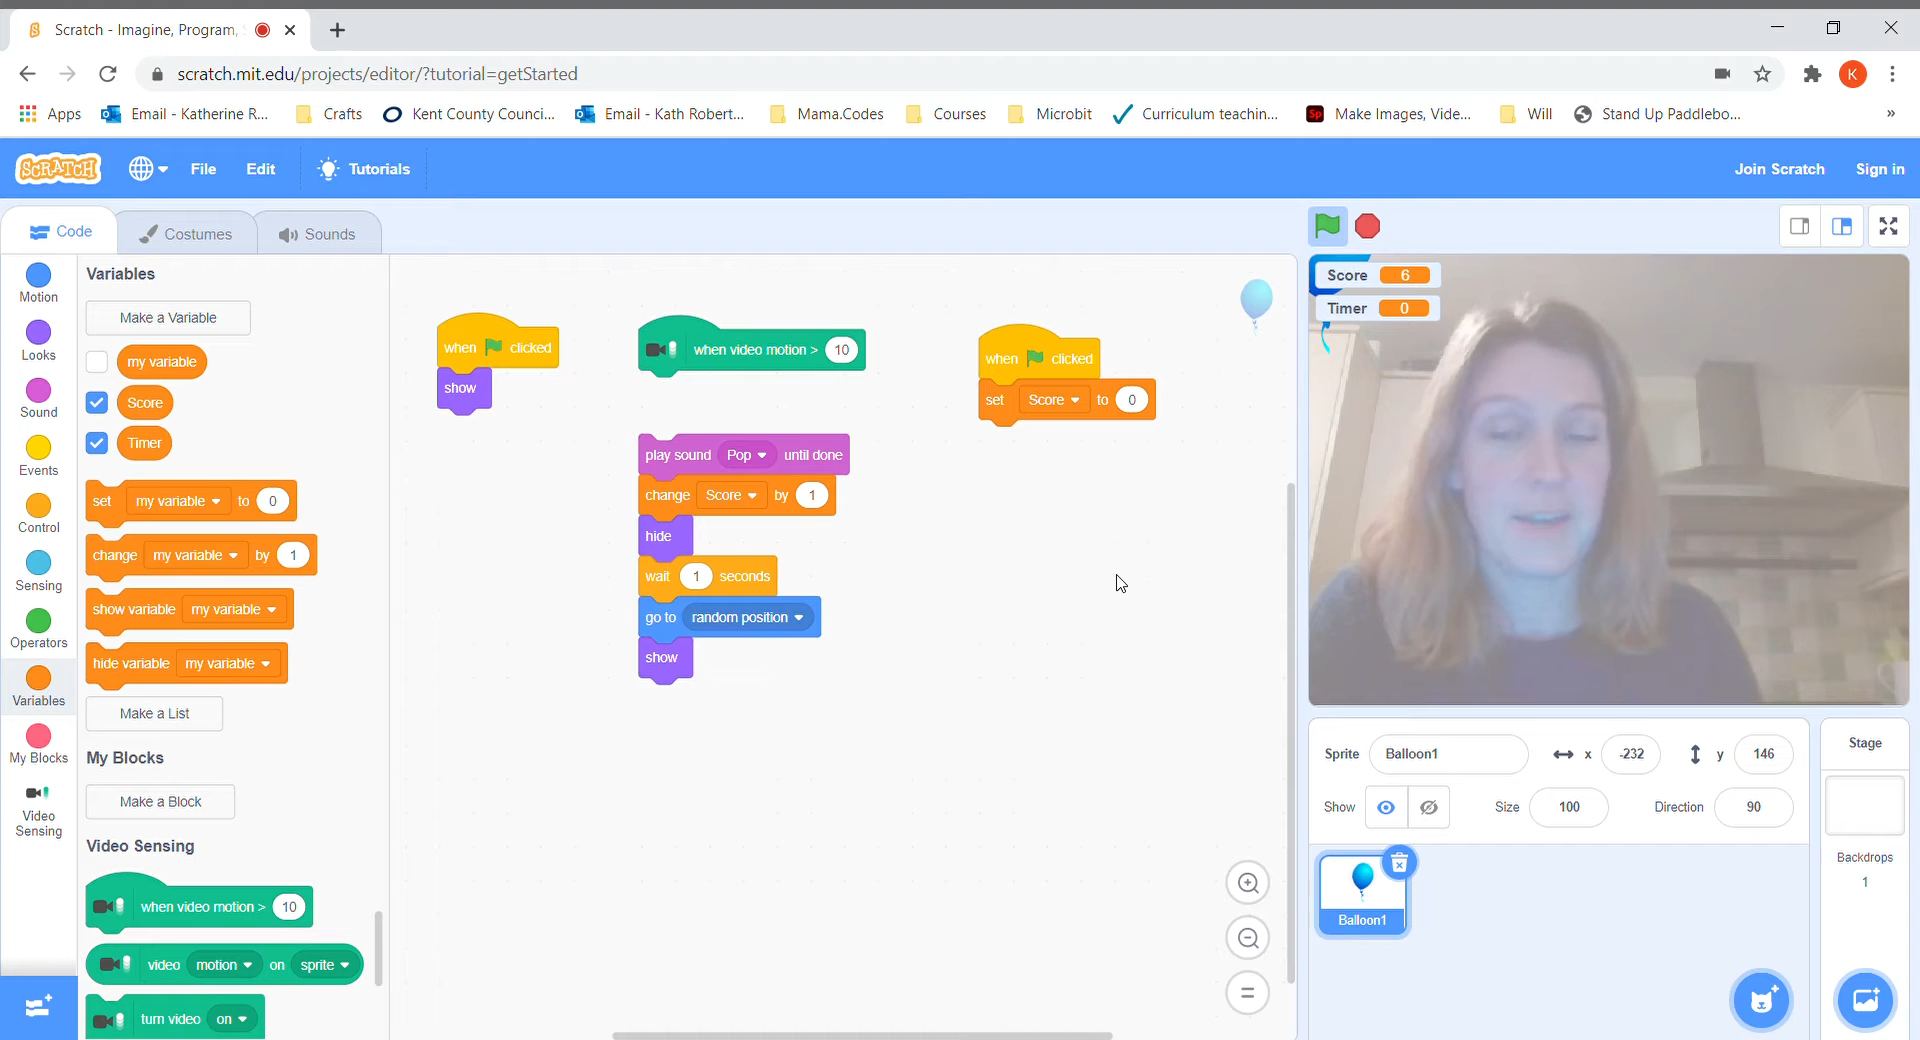 Scratch - Imagine, Program,
scratch.mit.edu/projects/editor/?tutorial=getStarted
K
Apps Email - Katherine R... Crafts Kent County Counci... Email - Kath Robert... Mama.Codes Courses Microbit Curriculum teachin... Sp Make Images, Vide... Will Stand Up Paddlebo... »
SCRATCH File Edit Tutorials Join Scratch Sign in
Code Costumes Sounds
Motion
Looks
Sound
Events
Control
Sensing
Operators
Variables
My Blocks
Video
Sensing
Variables
Make a Variable
my variable
Score
Timer
set my variable to 0
change my variable by 1
show variable my variable
hide variable my variable
Make a List
My Blocks
Make a Block
Video Sensing
when video motion > 10
video motion on sprite
turn video on
when clicked
show
when video motion > 10
play sound Pop until done
change Score by 1
hide
wait 1 seconds
go to random position
show
when clicked
set Score to 0
Score 6
Timer 0
Sprite Balloon1 x -232 y 146
Show Size 100 Direction 90
Balloon1
Stage
Backdrops
1